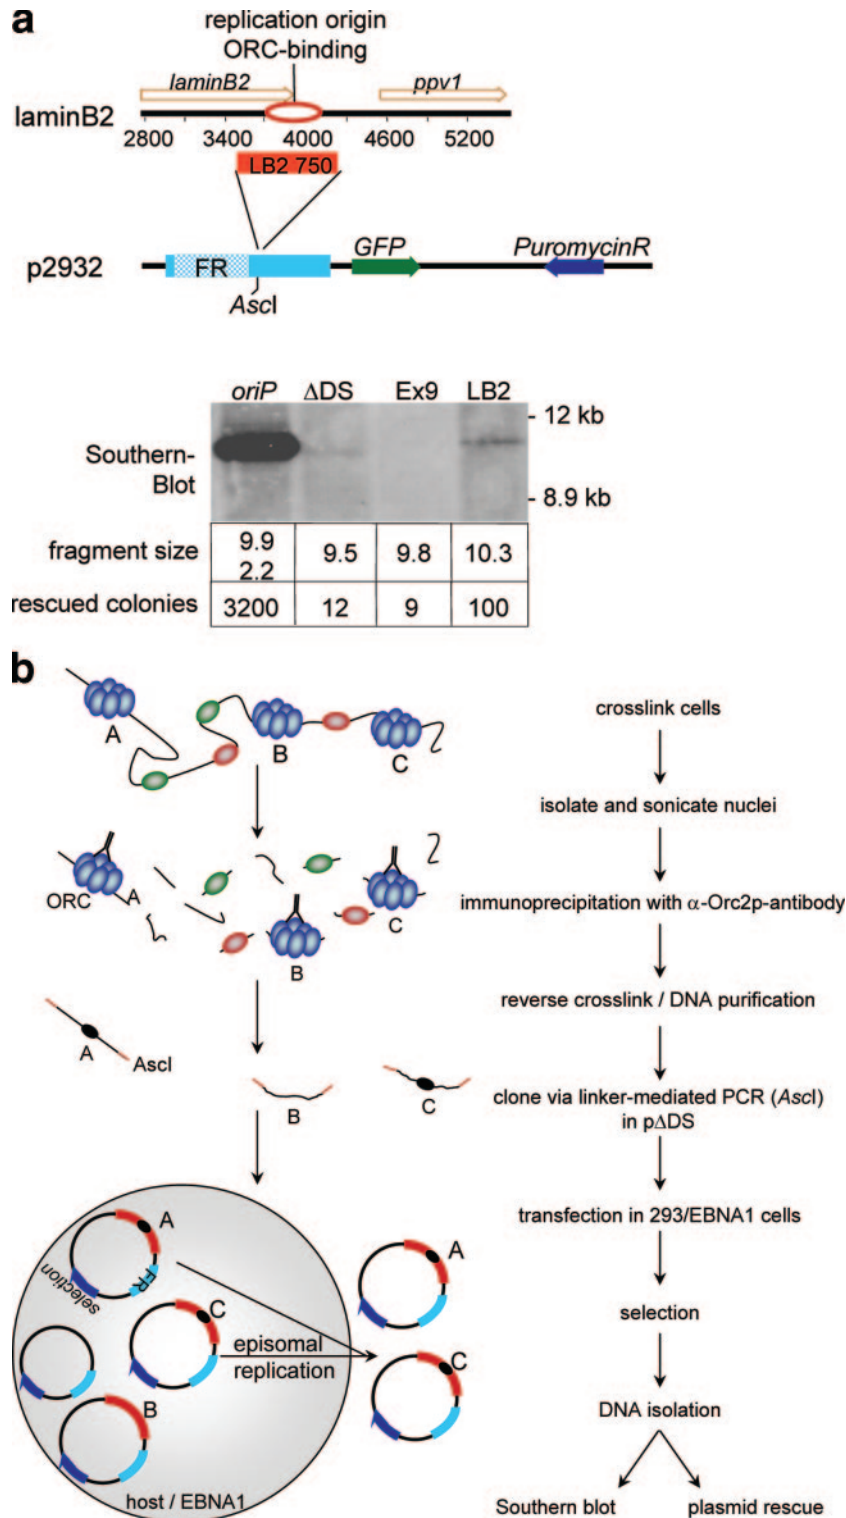 a
replication origin
ORC-binding
laminB2
ppv1
laminB2
2800 3400 4000 4600 5200
LB2 750
p2932
FR
GFP
PuromycinR
AscI
oriP ΔDS Ex9 LB2
- 12 kb
Southern-
Blot
- 8.9 kb
fragment size
9.9
2.2
9.5
9.8
10.3
rescued colonies
3200
12
9
100
b
A
B
C
crosslink cells
isolate and sonicate nuclei
ORC
A
B
C
immunoprecipitation with α-Orc2p-antibody
reverse crosslink / DNA purification
A
AscI
B
C
clone via linker-mediated PCR (AscI)
in pΔDS
transfection in 293/EBNA1 cells
A
FR
selection
C
B
episomal
replication
A
C
host / EBNA1
selection
DNA isolation
Southern blot
plasmid rescue